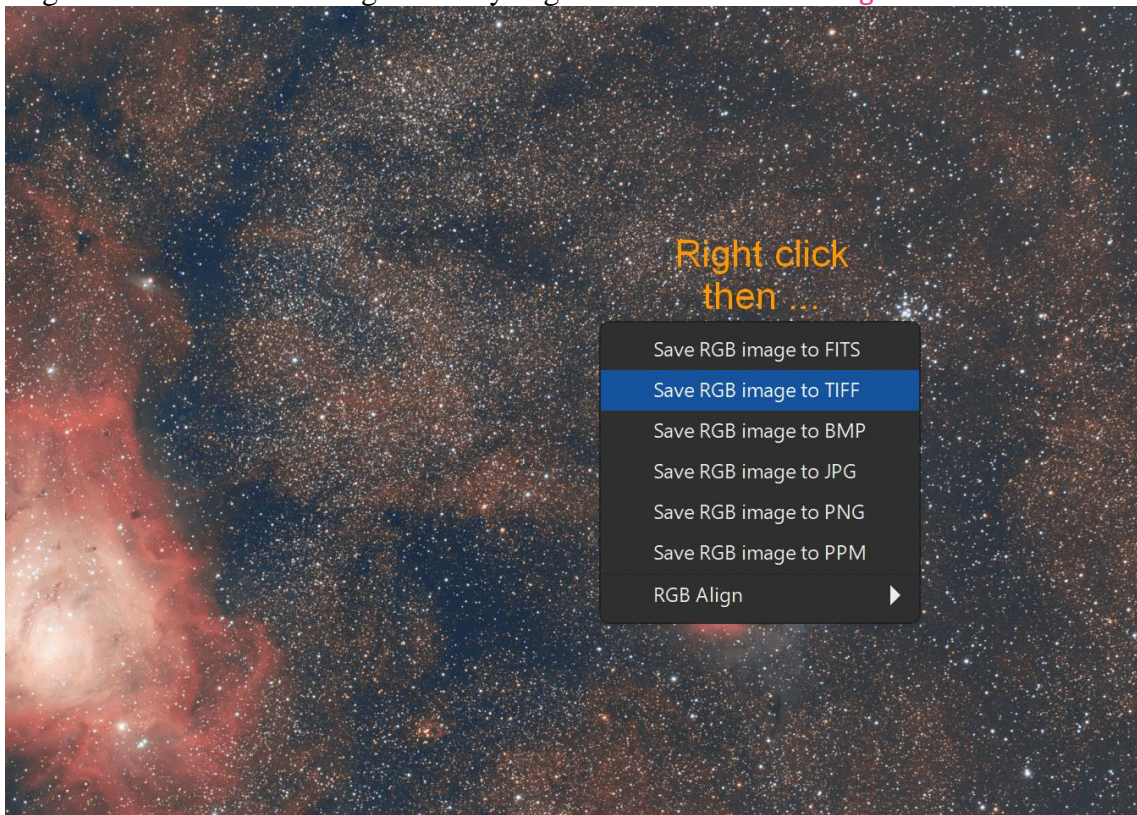 Right click
then ...
Save RGB image to FITS
Save RGB image to TIFF
Save RGB image to BMP
Save RGB image to JPG
Save RGB image to PNG
Save RGB image to PPM
RGB Align